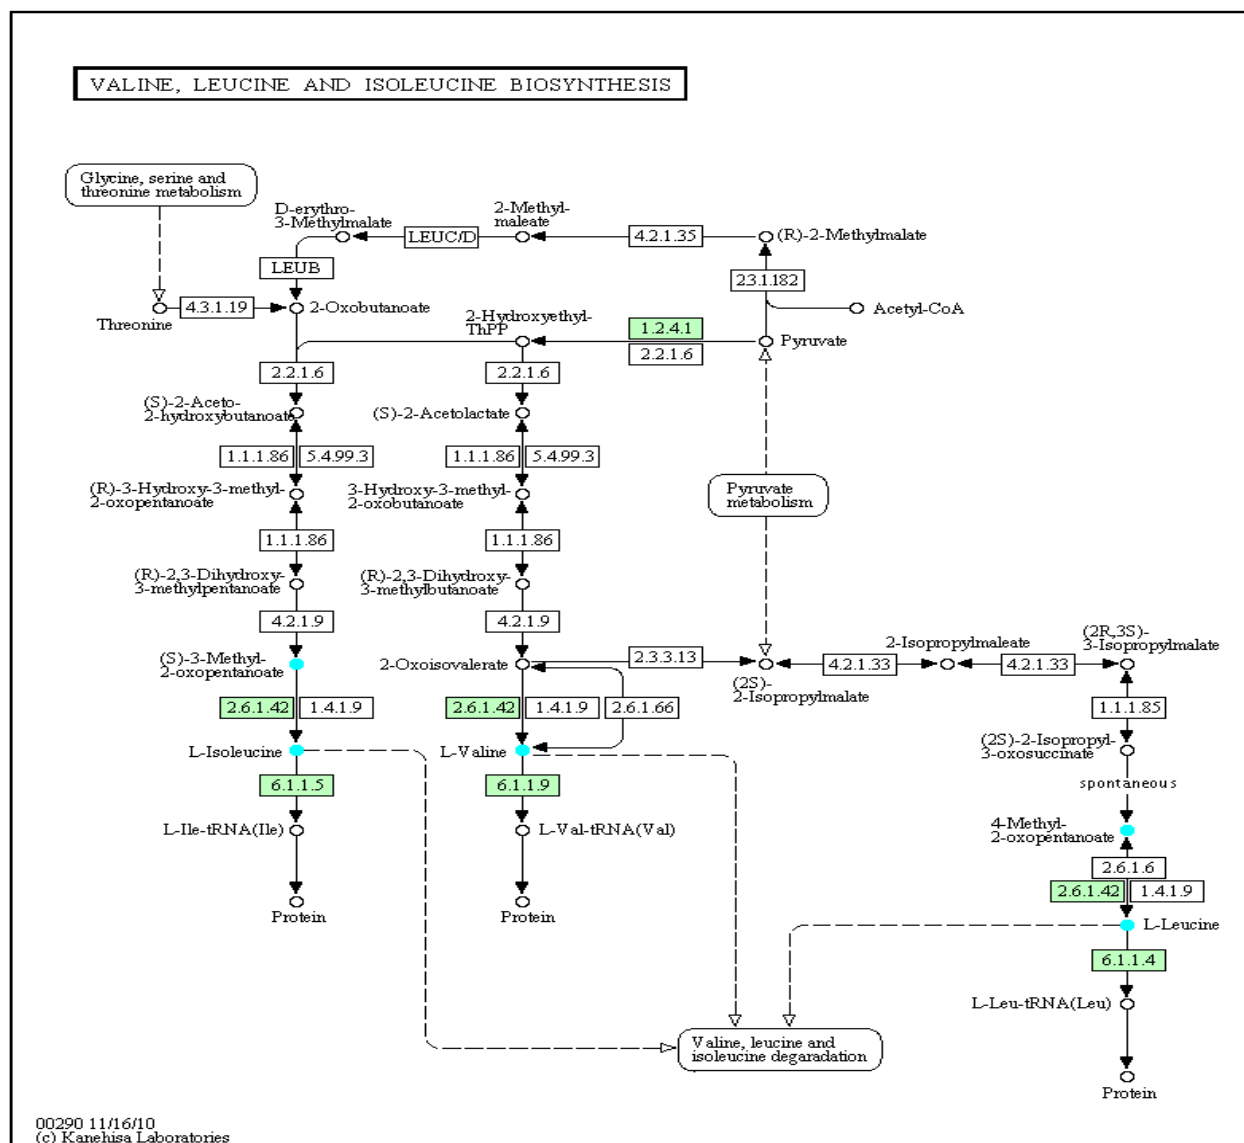 VALINE, LEUCINE AND ISOLEUCINE BIOSYNTHESIS
Glycine, serine and
threonine metabolism
D-erythro-
3-Methylmalate
LEUC/D
2-Methyl-
maleate
4.2.1.35
(R)-2-Methylmalate
LEUB
2.3.1.182
Threonine
4.3.1.19
2-Oxobutanoate
Acetyl-CoA
2-Hydroxyethyl-
ThPP
1.2.4.1
2.2.1.6
Pyruvate
2.2.1.6
2.2.1.6
(S)-2-Aceto-
2-hydroxybutanoate
(S)-2-Acetolactate
1.1.1.86
5.4.99.3
1.1.1.86
5.4.99.3
(R)-3-Hydroxy-3-methyl-
2-oxopentanoate
3-Hydroxy-3-methyl-
2-oxobutanoate
Pyruvate
metabolism
1.1.1.86
1.1.1.86
(R)-2,3-Dihydroxy-
3-methylpentanoate
(R)-2,3-Dihydroxy-
3-methylbutanoate
4.2.1.9
4.2.1.9
(S)-3-Methyl-
2-oxopentanoate
2-Oxoisovalerate
2.3.3.13
(2S)-
2-Isopropylmalate
4.2.1.33
2-Isopropylmaleate
4.2.1.33
(2R,3S)-
3-Isopropylmalate
2.6.1.42
1.4.1.9
2.6.1.42
1.4.1.9
2.6.1.66
1.1.1.85
L-Isoleucine
L-Valine
(2S)-2-Isopropyl-
3-oxosuccinate
6.1.1.5
6.1.1.9
spontaneous
L-Ile-tRNA(Ile)
L-Val-tRNA(Val)
4-Methyl-
2-oxopentanoate
2.6.1.6
2.6.1.42
1.4.1.9
Protein
Protein
L-Leucine
6.1.1.4
L-Leu-tRNA(Leu)
Valine, leucine and
isoleucine degaradation
Protein
00290 11/16/10
(c) Kanehisa Laboratories